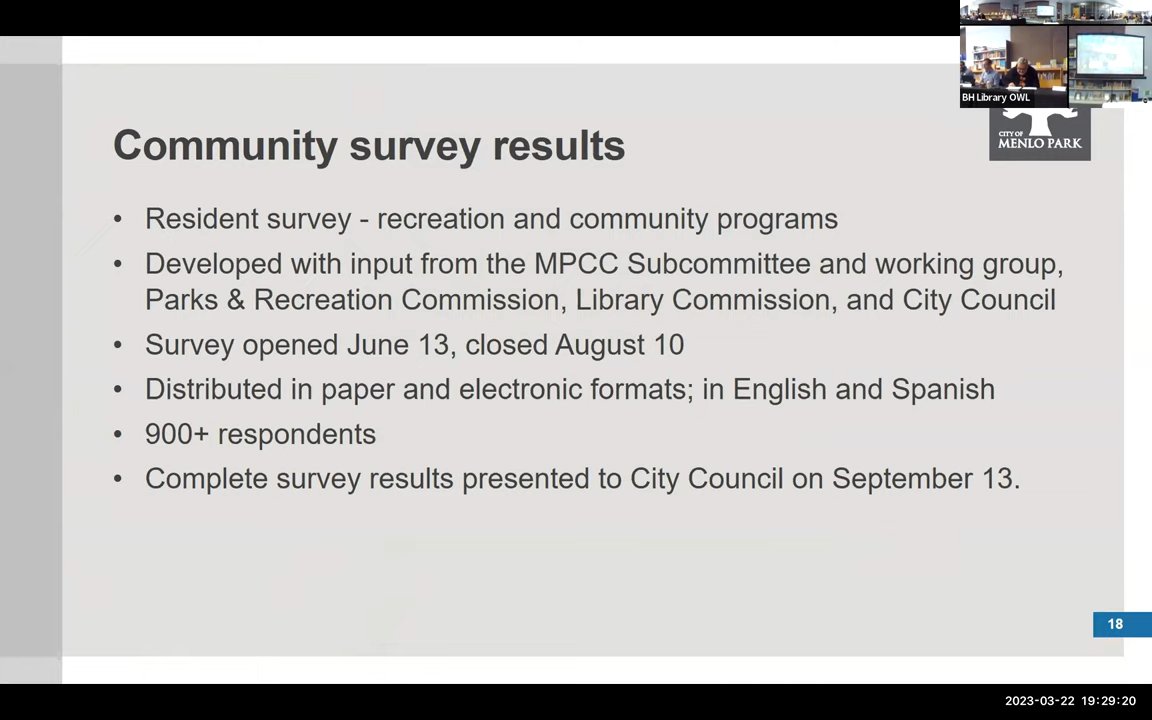 BH Library OWL
CITY OF
MENLO PARK
Community survey results
• Resident survey - recreation and community programs
• Developed with input from the MPCC Subcommittee and working group,
Parks & Recreation Commission, Library Commission, and City Council
• Survey opened June 13, closed August 10
• Distributed in paper and electronic formats; in English and Spanish
• 900+ respondents
• Complete survey results presented to City Council on September 13.
18
2023-03-22 19:29:20